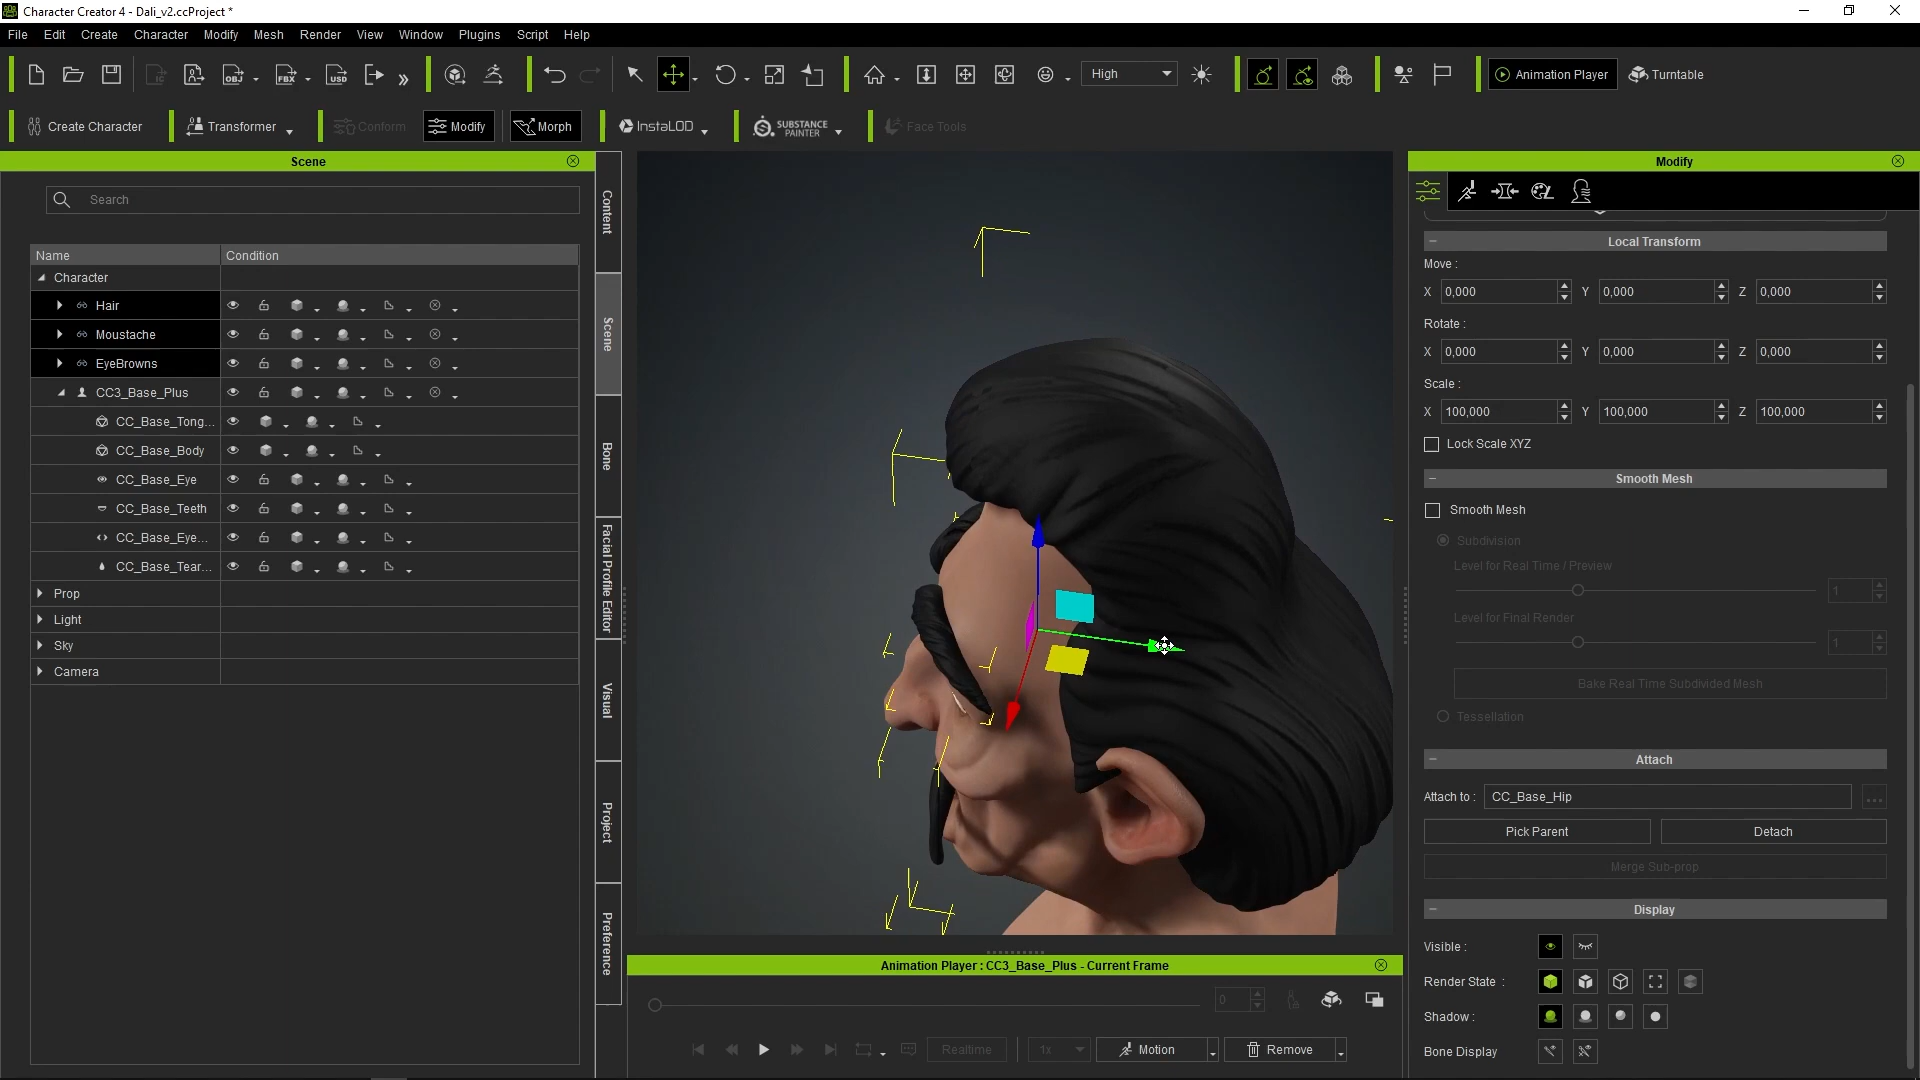 Character Creator 4 - Dali_v2.ccProject *
File Edit Create Character Modify Mesh Render View Window Plugins Script Help
High
Animation Player
Turntable
Create Character
Transformer
Conform
Modify
Morph
InstaLOD
SUBSTANCE PAINTER
Face Tools
Scene
Search
Name Condition
Character
Hair
Moustache
EyeBrowns
CC3_Base_Plus
CC_Base_Tong...
CC_Base_Body
CC_Base_Eye
CC_Base_Teeth
CC_Base_Eye...
CC_Base_Tear...
Prop
Light
Sky
Camera
Content
Scene
Bone
Facial Profile Editor
Visual
Project
Preference
Animation Player : CC3_Base_Plus - Current Frame
0
Realtime
1x
Motion
Remove
Modify
Local Transform
Move :
X 0,000 Y 0,000 Z 0,000
Rotate :
X 0,000 Y 0,000 Z 0,000
Scale :
X 100,000 Y 100,000 Z 100,000
Lock Scale XYZ
Smooth Mesh
Smooth Mesh
Subdivision
Level for Real Time / Preview
1
Level for Final Render
1
Bake Real Time Subdivided Mesh
Tessellation
Attach
Attach to : CC_Base_Hip ...
Pick Parent Detach
Merge Sub-prop
Display
Visible :
Render State :
Shadow :
Bone Display